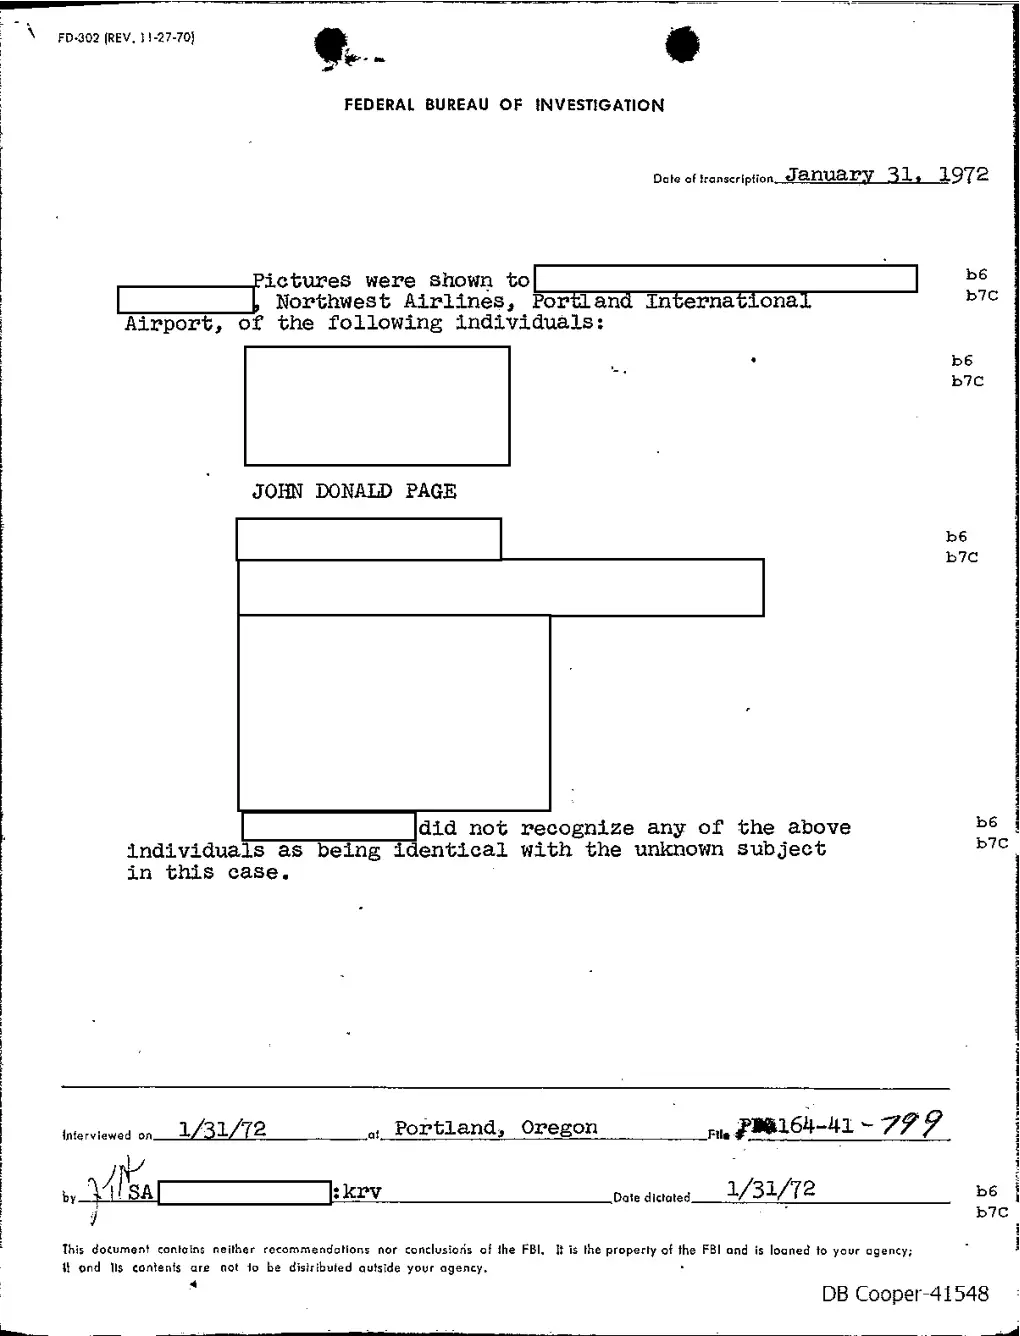 FD-302 (REV. 11-27-70)
FEDERAL BUREAU OF INVESTIGATION
Date of transcription January 31, 1972
Pictures were shown to
b6
, Northwest Airlines, Portland International
b7C
Airport, of the following individuals:
b6
b7C
JOHN DONALD PAGE
b6
b7C
did not recognize any of the above
b6
individuals as being identical with the unknown subject
b7C
in this case.
Interviewed on 1/31/72 at Portland, Oregon File # 164-41 - 799
by SA :krv Date dictated 1/31/72
b6
b7C
This document contains neither recommendations nor conclusions of the FBI. It is the property of the FBI and is loaned to your agency;
it and its contents are not to be distributed outside your agency.
DB Cooper-41548